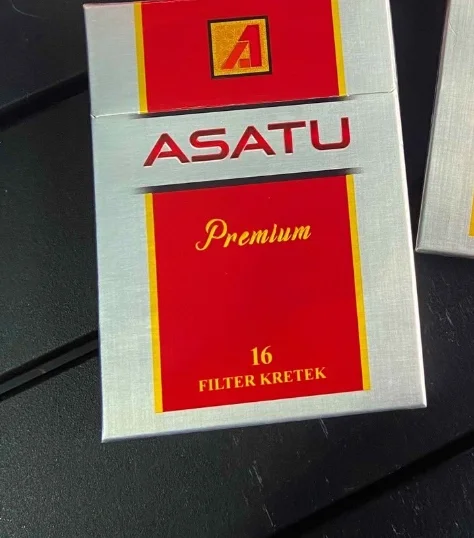 A
ASATU
Premium
16
FILTER KRETEK